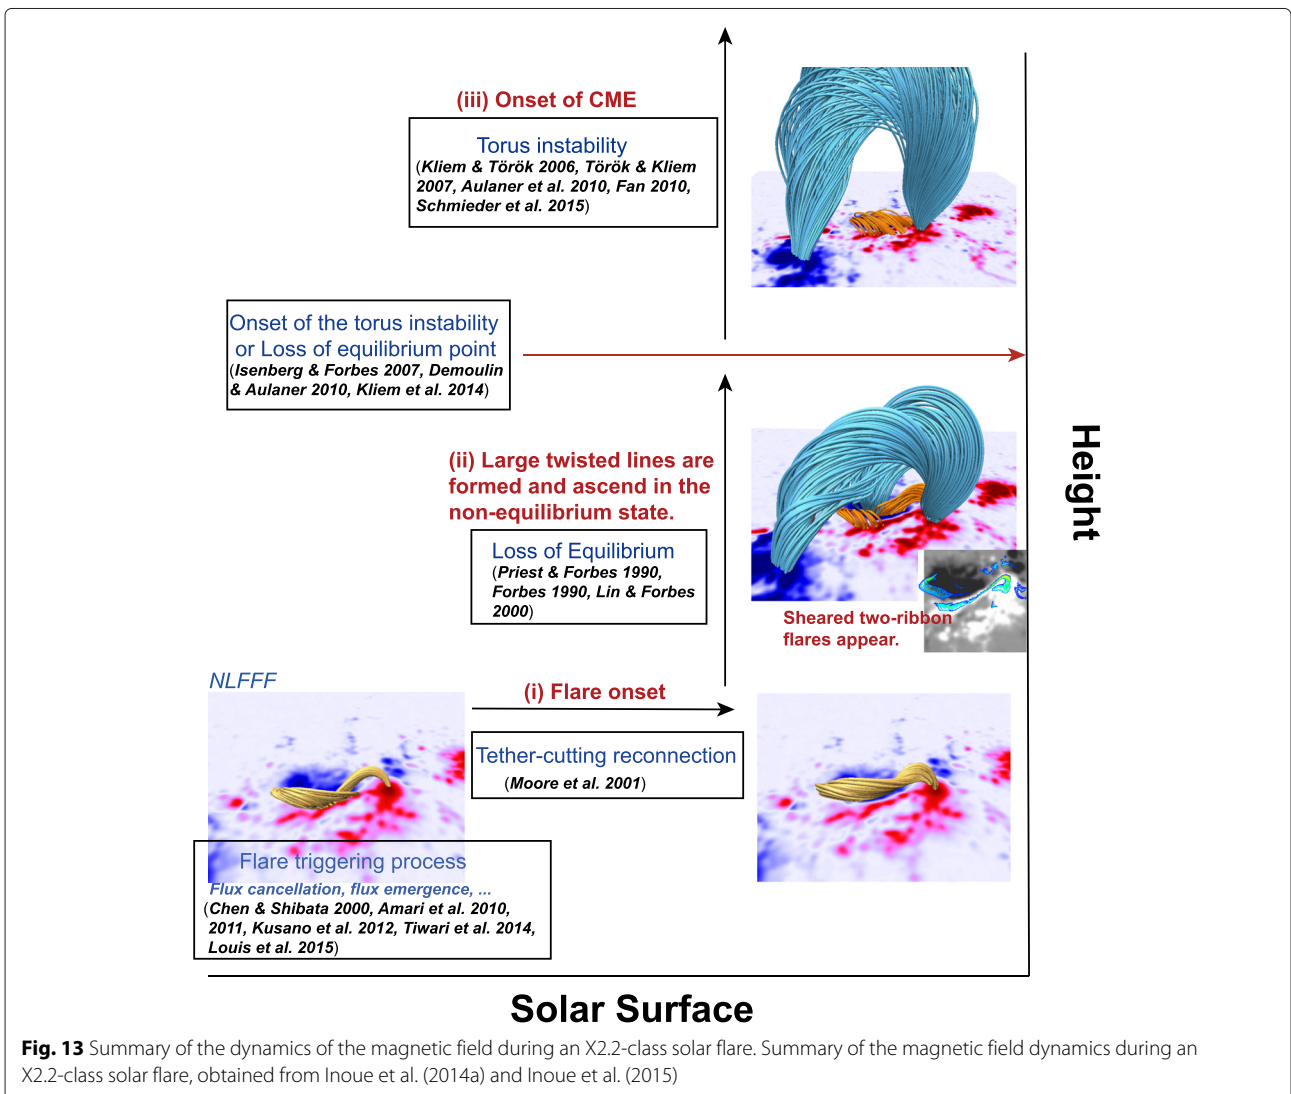 (iii) Onset of CME
Torus instability
(Kliem & Török 2006, Török & Kliem
2007, Aulaner et al. 2010, Fan 2010,
Schmieder et al. 2015)
Onset of the torus instability
or Loss of equilibrium point
(Isenberg & Forbes 2007, Demoulin
& Aulaner 2010, Kliem et al. 2014)
Height
(ii) Large twisted lines are
formed and ascend in the
non-equilibrium state.
Loss of Equilibrium
(Priest & Forbes 1990,
Forbes 1990, Lin & Forbes
2000)
Sheared two-ribbon
flares appear.
NLFFF
(i) Flare onset
Tether-cutting reconnection
(Moore et al. 2001)
Flare triggering process
Flux cancellation, flux emergence, ...
(Chen & Shibata 2000, Amari et al. 2010,
2011, Kusano et al. 2012, Tiwari et al. 2014,
Louis et al. 2015)
Solar Surface
Fig. 13 Summary of the dynamics of the magnetic field during an X2.2-class solar flare. Summary of the magnetic field dynamics during an
X2.2-class solar flare, obtained from Inoue et al. (2014a) and Inoue et al. (2015)